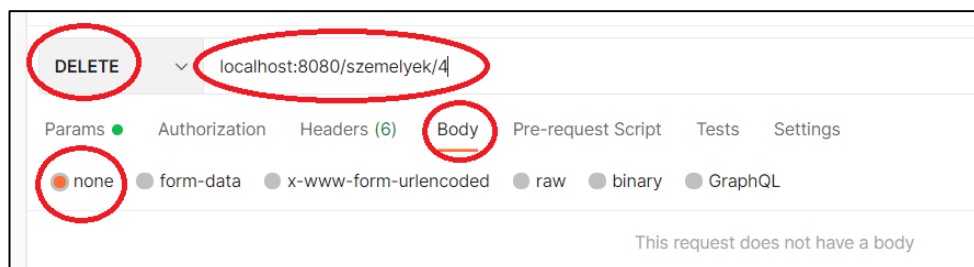 DELETE localhost:8080/szemelyek/4
Params Authorization Headers (6) Body Pre-request Script Tests Settings
none form-data x-www-form-urlencoded raw binary GraphQL
This request does not have a body